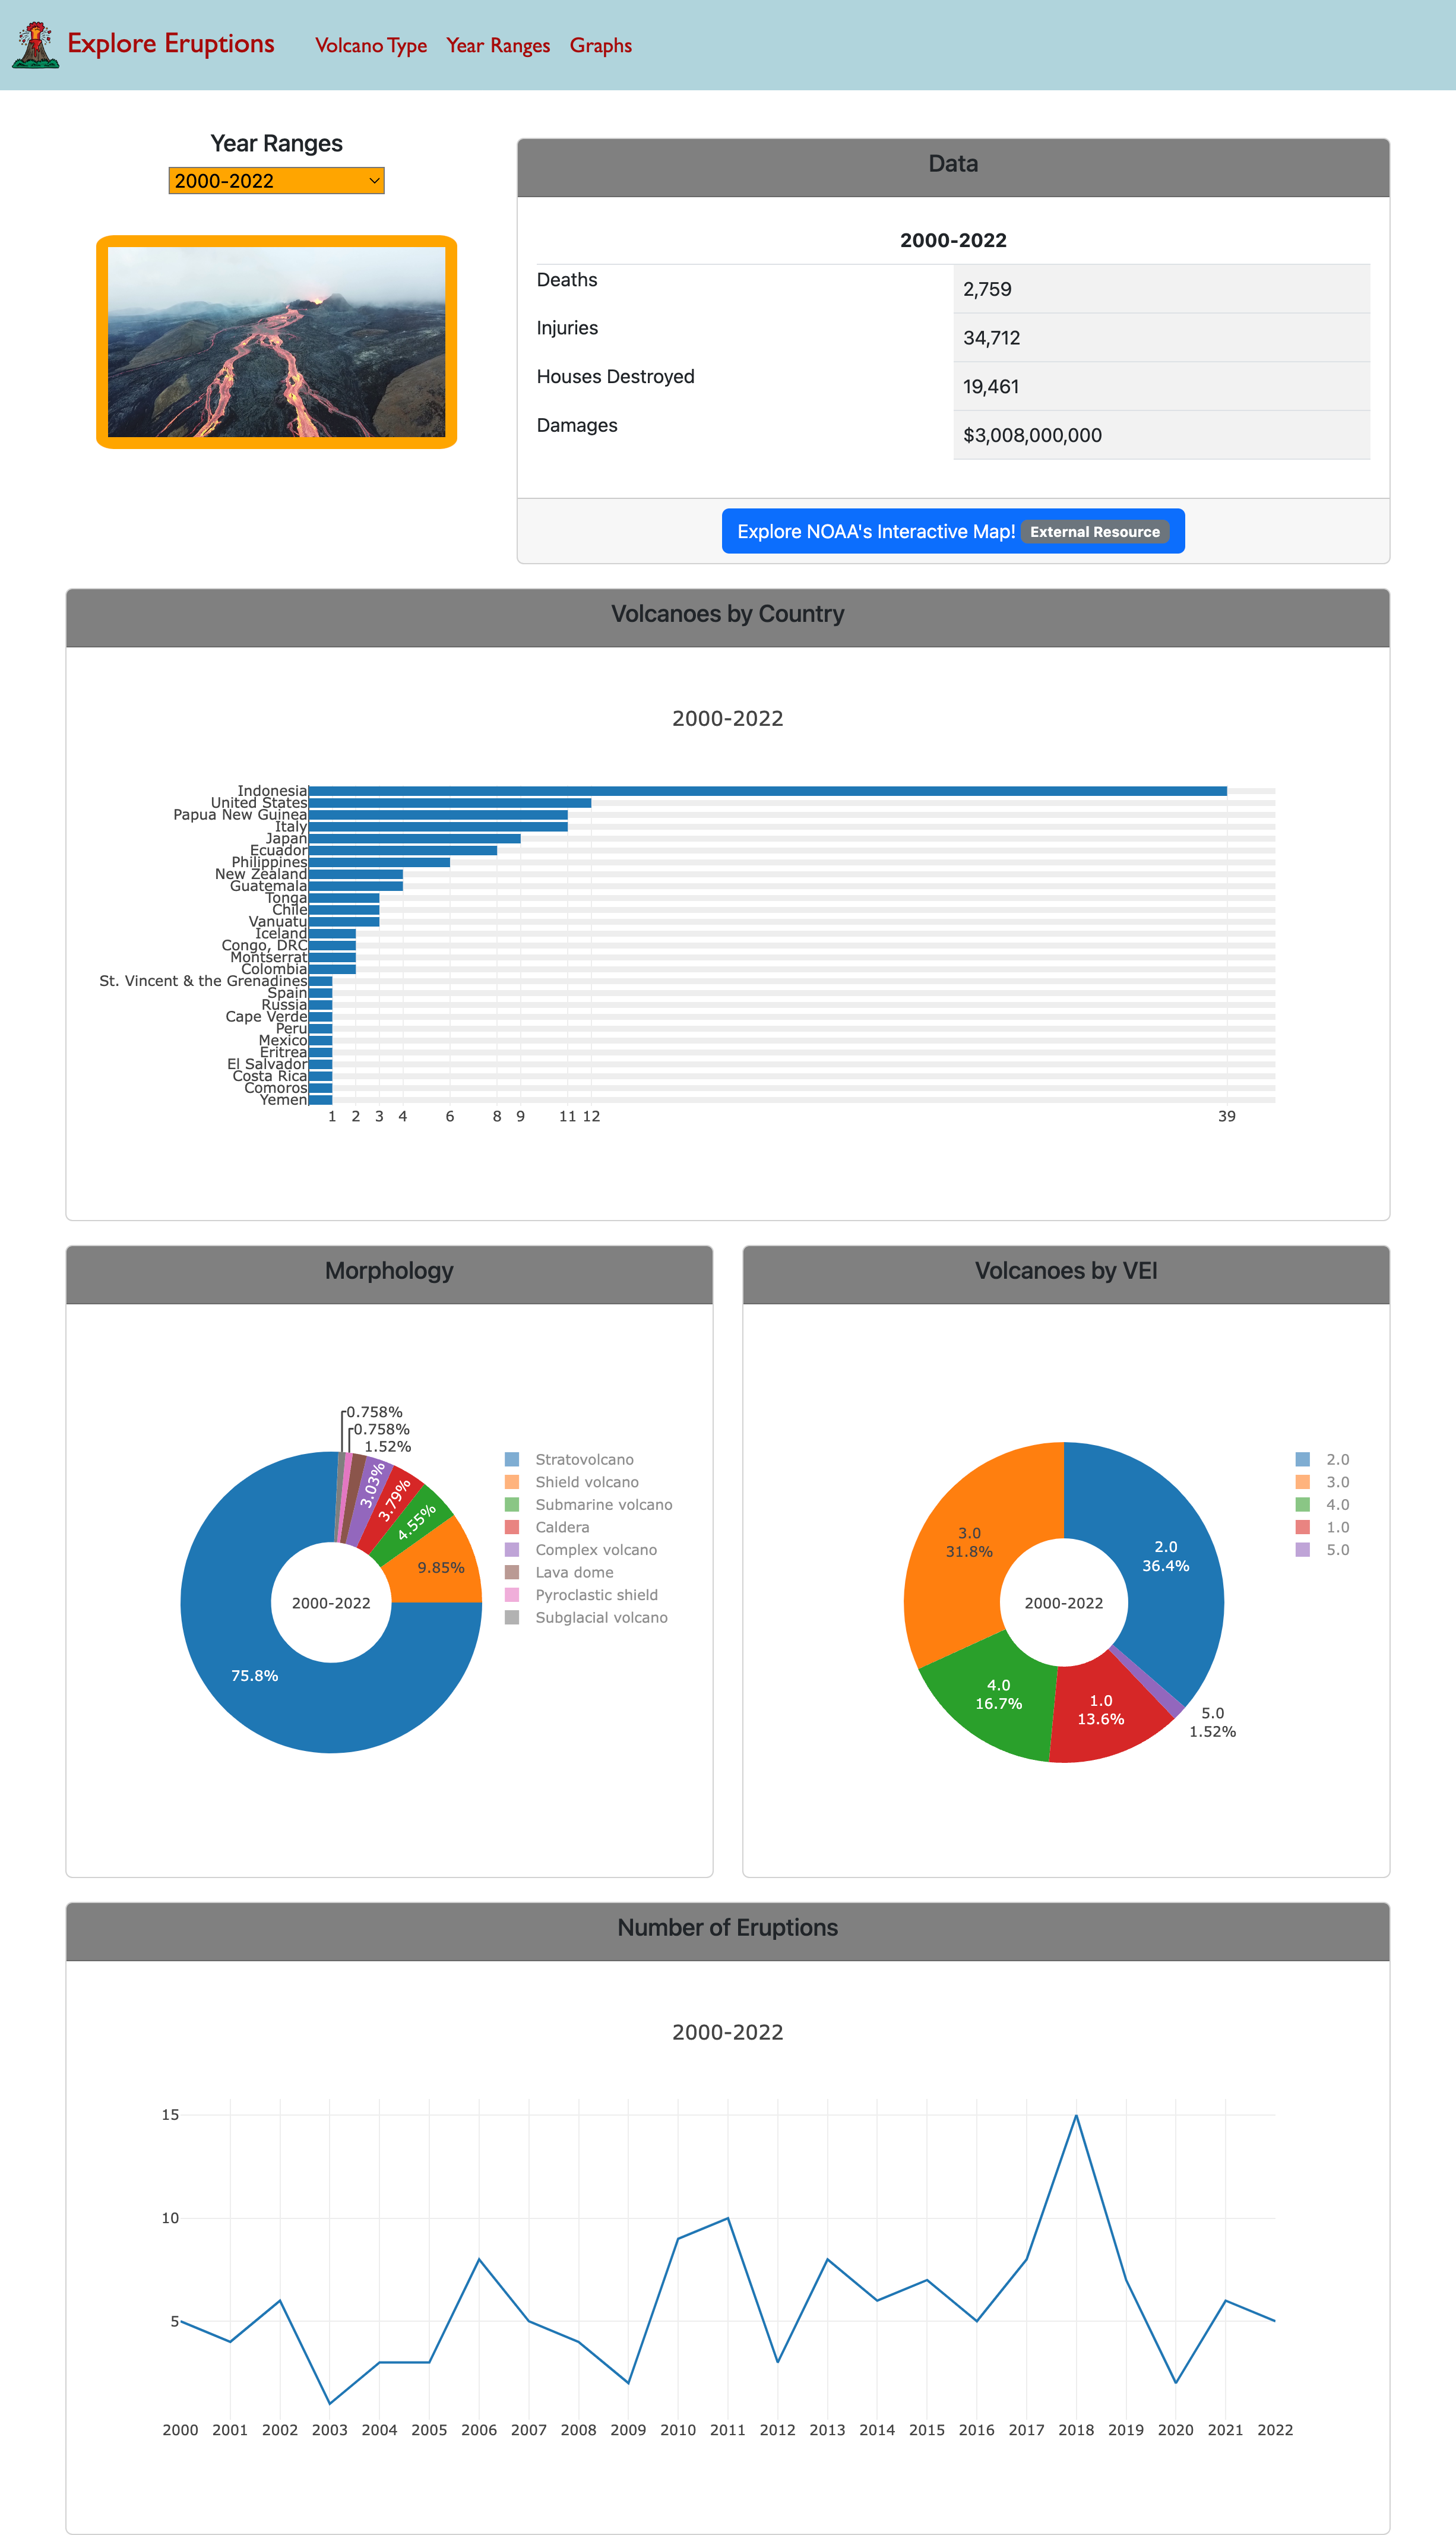 Explore Eruptions Volcano Type Year Ranges Graphs
Year Ranges
2000-2022
Data
2000-2022
Deaths 2,759
Injuries 34,712
Houses Destroyed 19,461
Damages $3,008,000,000
Explore NOAA's Interactive Map! External Resource
Volcanoes by Country
2000-2022
Indonesia
United States
Papua New Guinea
Italy
Japan
Ecuador
Philippines
New Zealand
Guatemala
Tonga
Chile
Vanuatu
Iceland
Congo, DRC
Montserrat
Colombia
St. Vincent & the Grenadines
Spain
Russia
Cape Verde
Peru
Mexico
Eritrea
El Salvador
Costa Rica
Comoros
Yemen
1 2 3 4 6 8 9 11 12 39
Morphology
0.758%
0.758%
1.52%
3.03%
3.79%
4.55%
9.85%
2000-2022
75.8%
Stratovolcano
Shield volcano
Submarine volcano
Caldera
Complex volcano
Lava dome
Pyroclastic shield
Subglacial volcano
Volcanoes by VEI
3.0
31.8%
2.0
36.4%
2000-2022
4.0
16.7%
1.0
13.6%
5.0
1.52%
2.0
3.0
4.0
1.0
5.0
Number of Eruptions
2000-2022
15
10
5
2000 2001 2002 2003 2004 2005 2006 2007 2008 2009 2010 2011 2012 2013 2014 2015 2016 2017 2018 2019 2020 2021 2022